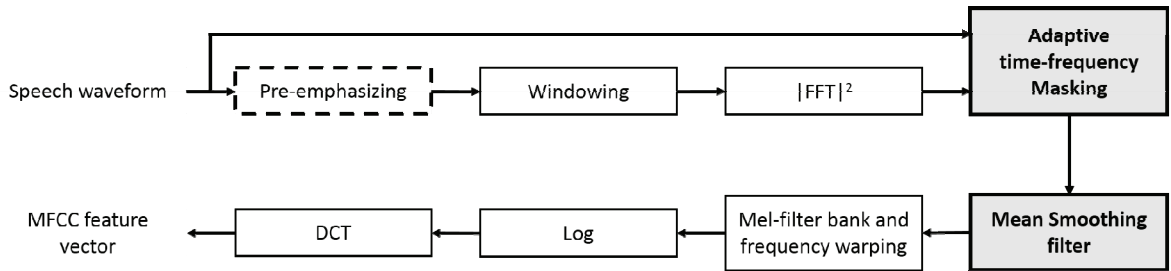 Adaptive
time-frequency
Masking
Speech waveform
Pre-emphasizing
Windowing
|FFT|²
MFCC feature
vector
DCT
Log
Mel-filter bank and
frequency warping
Mean Smoothing
filter